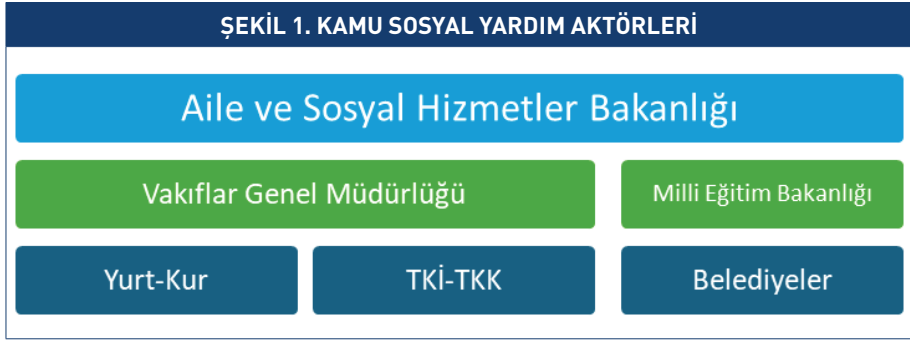 ŞEKİL 1. KAMU SOSYAL YARDIM AKTÖRLERİ
Aile ve Sosyal Hizmetler Bakanlığı
Vakıflar Genel Müdürlüğü
Milli Eğitim Bakanlığı
Yurt-Kur
TKİ-TKK
Belediyeler